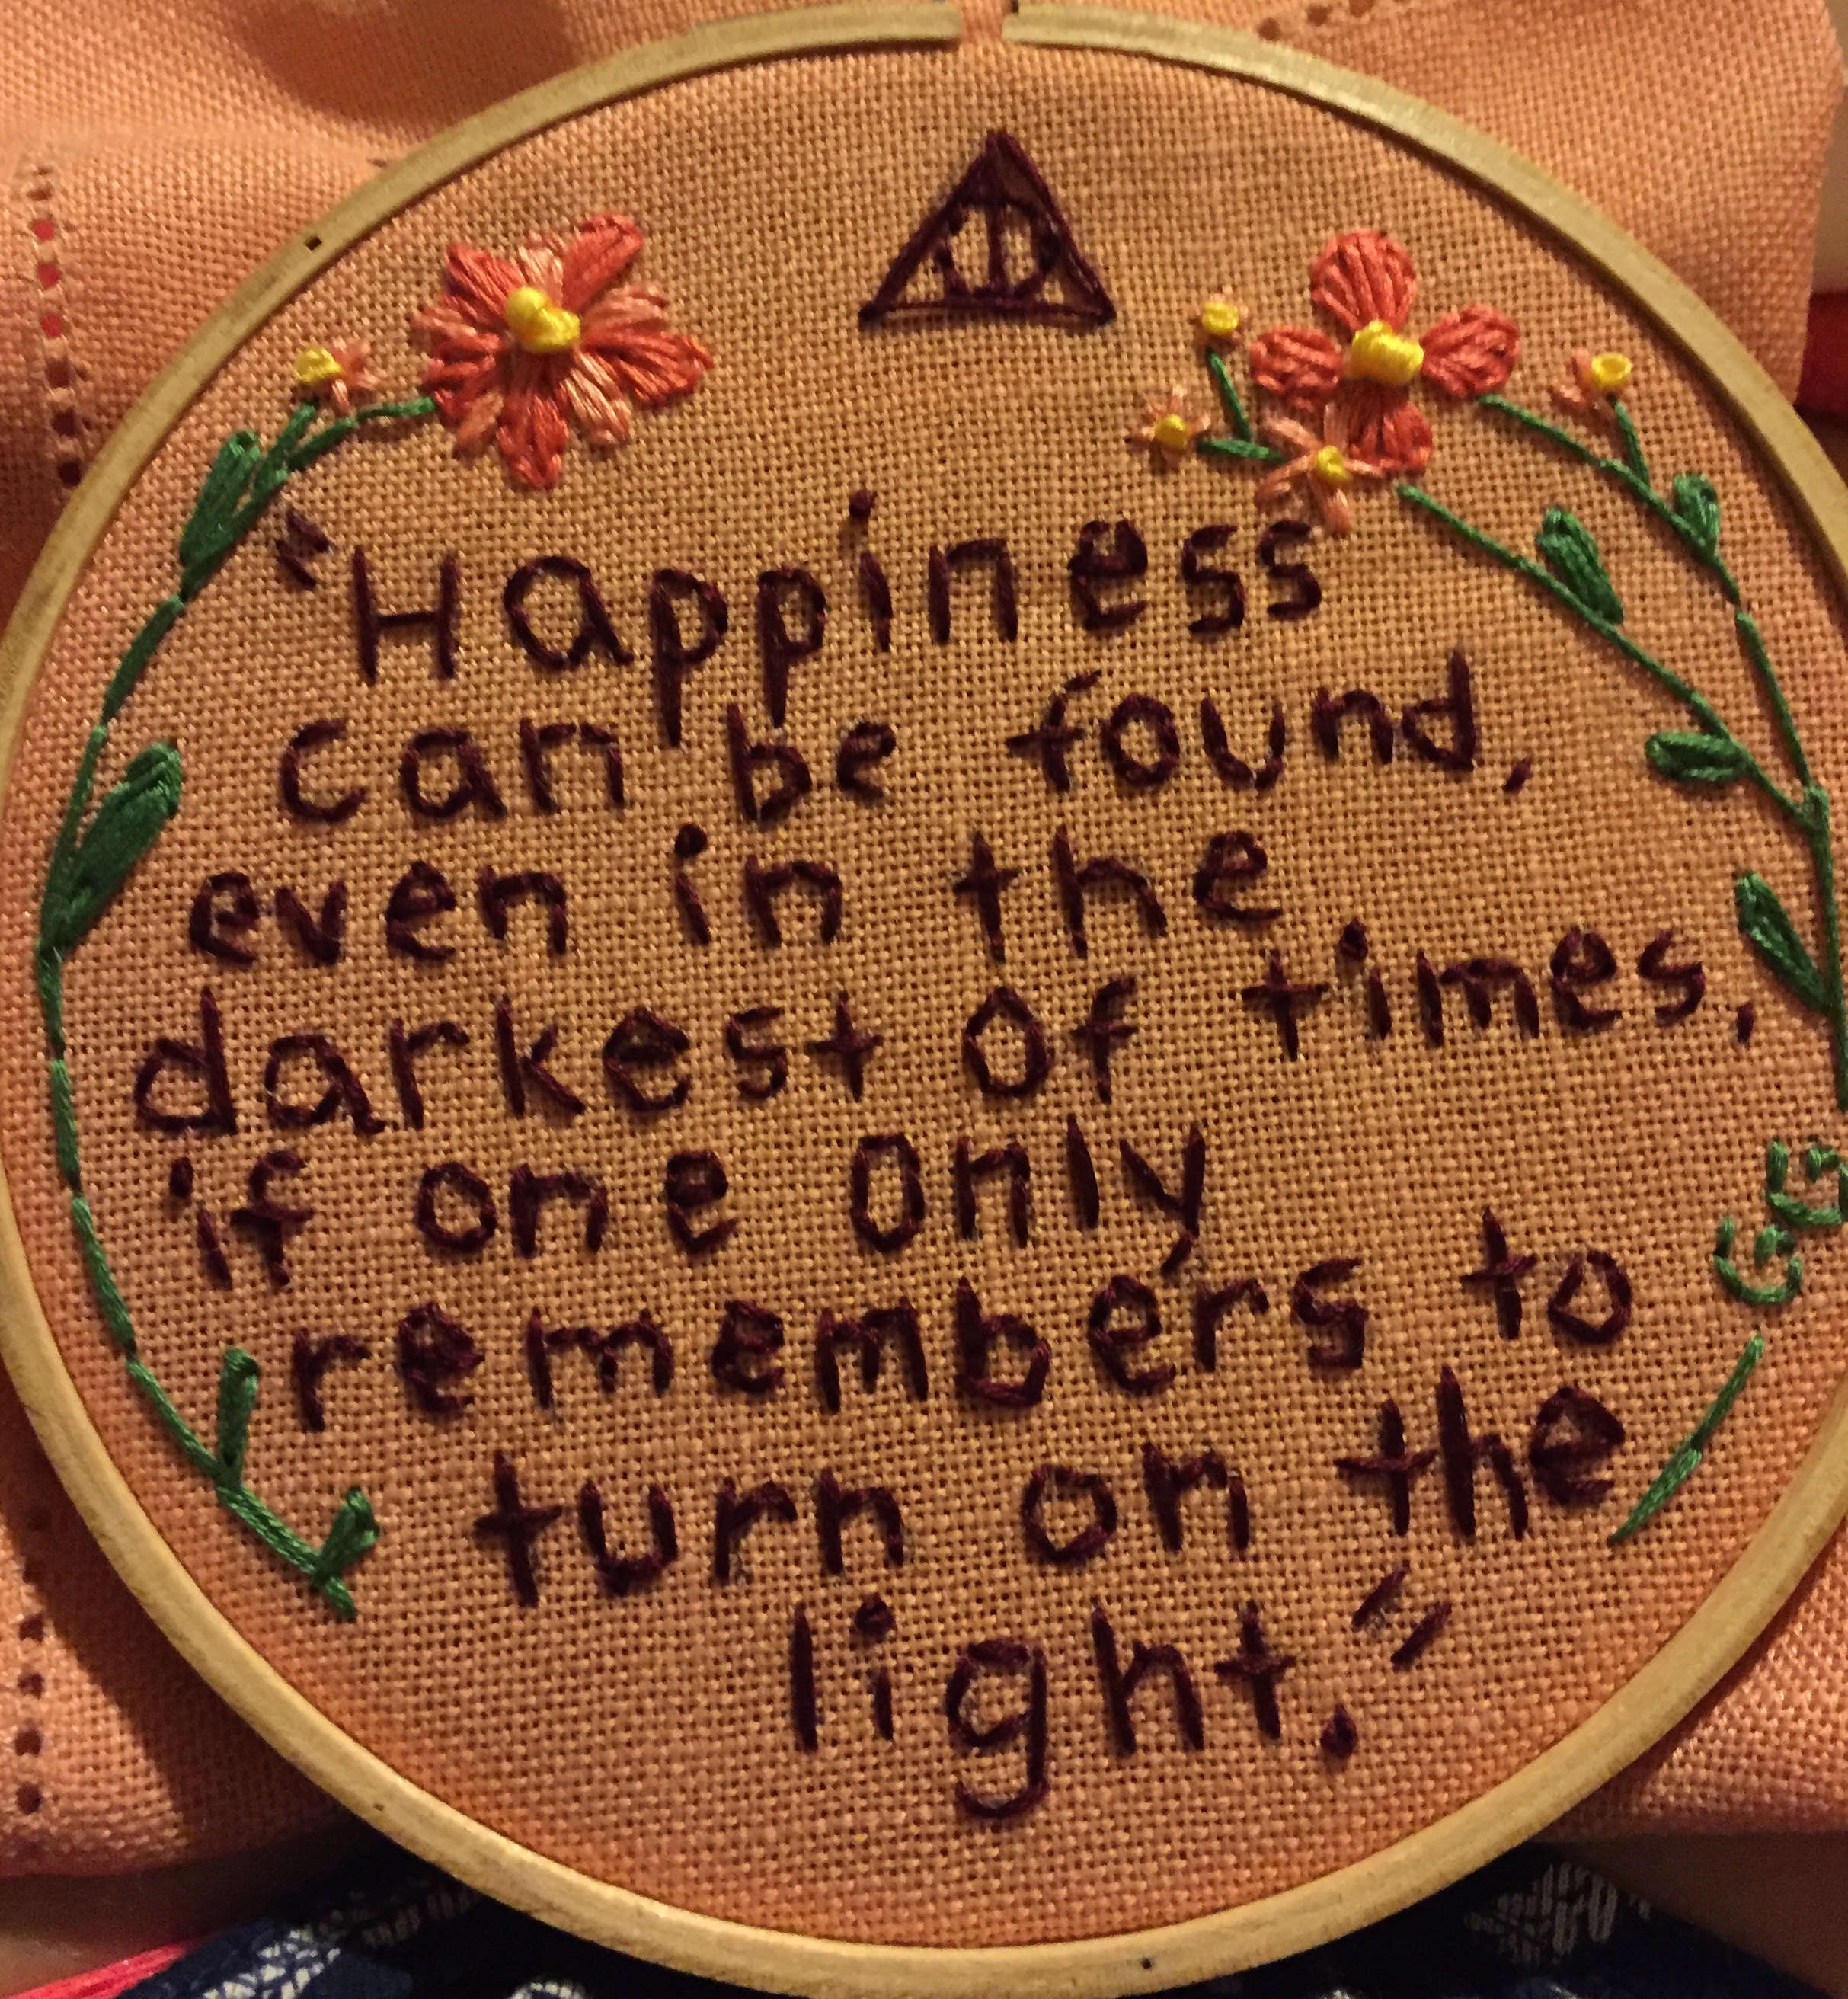 "Happiness
can be found,
even in the
darkest of times,
if one only
remembers to
turn on the
light."
GG